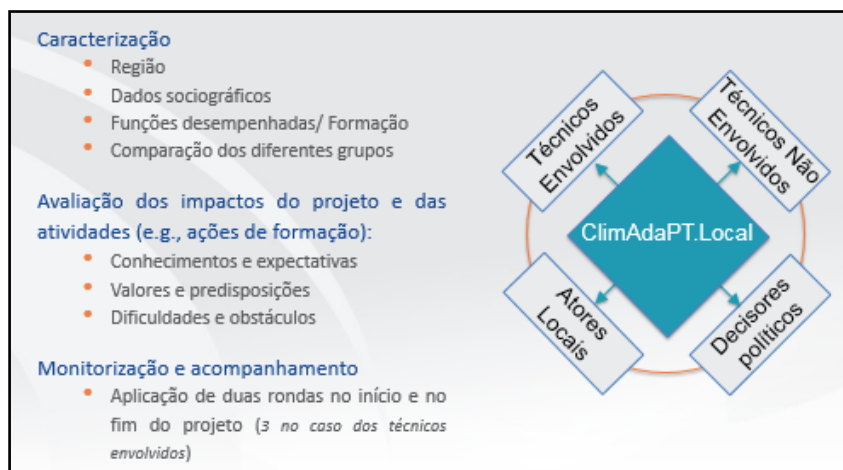 Caracterização
• Região
• Dados sociográficos
• Funções desempenhadas/ Formação
• Comparação dos diferentes grupos
Avaliação dos impactos do projeto e das
atividades (e.g., ações de formação):
• Conhecimentos e expectativas
• Valores e predisposições
• Dificuldades e obstáculos
Monitorização e acompanhamento
• Aplicação de duas rondas no início e no
fim do projeto (3 no caso dos técnicos
envolvidos)
Técnicos
Envolvidos
Técnicos Não
Envolvidos
ClimAdaPT.Local
Atores
Locais
Decisores
políticos